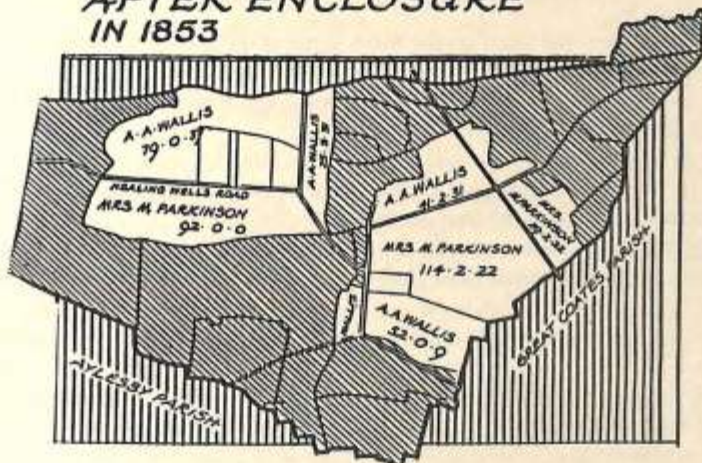 AFTER ENCLOSURE
IN 1853
A·A·WALLIS
79·0·37
A·A·WALLIS
HEALING WELLS ROAD
MRS M. PARKINSON
92·0·0
A.A.WALLIS
41·2·31
MRS
M.PARKINSON
MRS M. PARKINSON
114·2·22
WALLIS
A.A.WALLIS
52·0·9
GREAT COATES PARISH
AYLESBY PARISH